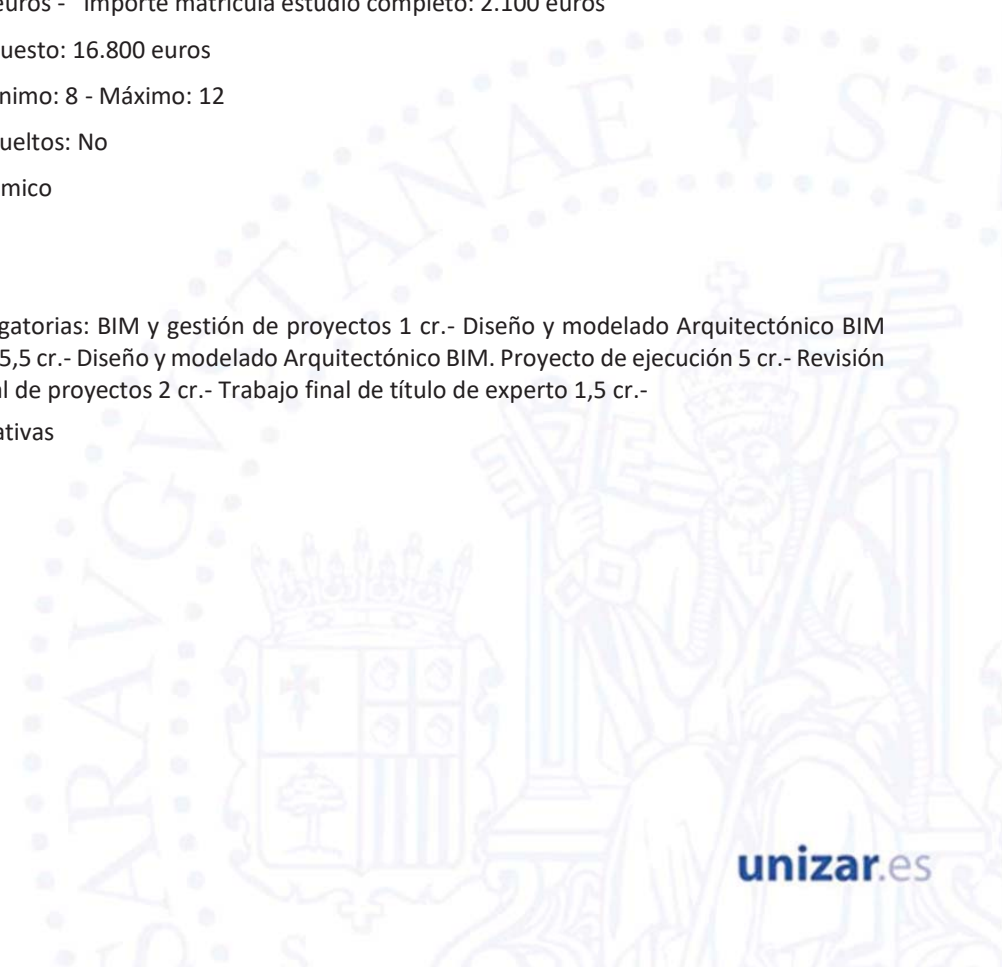 euros - Importe matrícula estudio completo: 2.100 euros
uesto: 16.800 euros
nimo: 8 - Máximo: 12
ueltos: No
mico
gatorias: BIM y gestión de proyectos 1 cr.- Diseño y modelado Arquitectónico BIM
5,5 cr.- Diseño y modelado Arquitectónico BIM. Proyecto de ejecución 5 cr.- Revisión
al de proyectos 2 cr.- Trabajo final de título de experto 1,5 cr.-
ativas
ARAVGVSTANAE ST
S
unizar.es